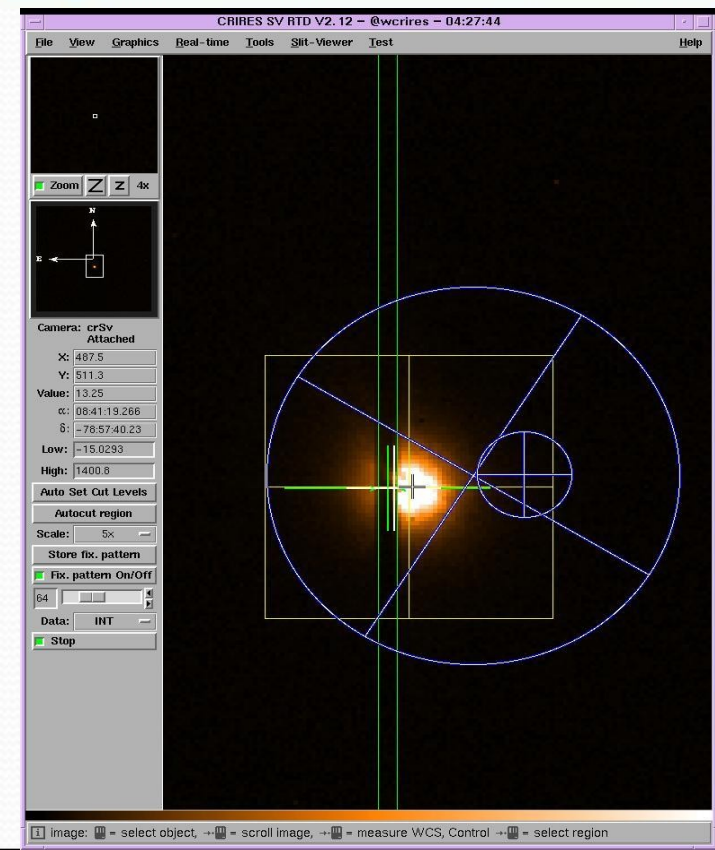 CRIRES SV RTD V2.12 – @wcrires – 04:27:44
File View Graphics Real-time Tools Slit-Viewer Test Help
Zoom Z z 4x
N
E
Camera: crSv
Attached
X: 487.5
Y: 511.3
Value: 13.25
α: 08:41:19.266
δ: -78:57:40.23
Low: -15.0293
High: 1400.8
Auto Set Cut Levels
Autocut region
Scale: 5x
Store fix. pattern
Fix. pattern On/Off
64
Data: INT
Stop
i image: = select object, = scroll image, = measure WCS, Control = select region